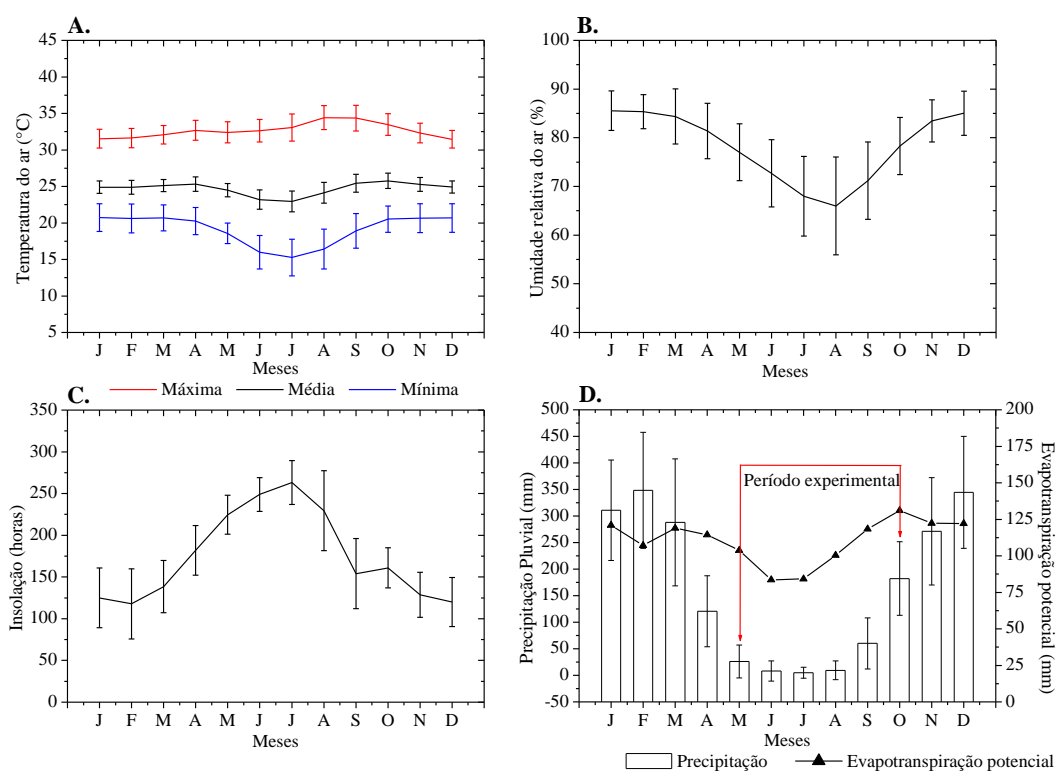 A.
Temperatura do ar (°C)
45
40
35
30
25
20
15
10
5
J F M A M J J A S O N D
Meses
Máxima Média Mínima
B.
Umidade relativa do ar (%)
100
90
80
70
60
50
40
J F M A M J J A S O N D
Meses
C.
Insolação (horas)
350
300
250
200
150
100
50
0
J F M A M J J A S O N D
Meses
D.
Precipitação Pluvial (mm)
500
450
400
350
300
250
200
150
100
50
0
-50
Período experimental
200
175
150
125
100
75
50
25
0
Evapotranspiração potencial (mm)
J F M A M J J A S O N D
Meses
Precipitação Evapotranspiração potencial